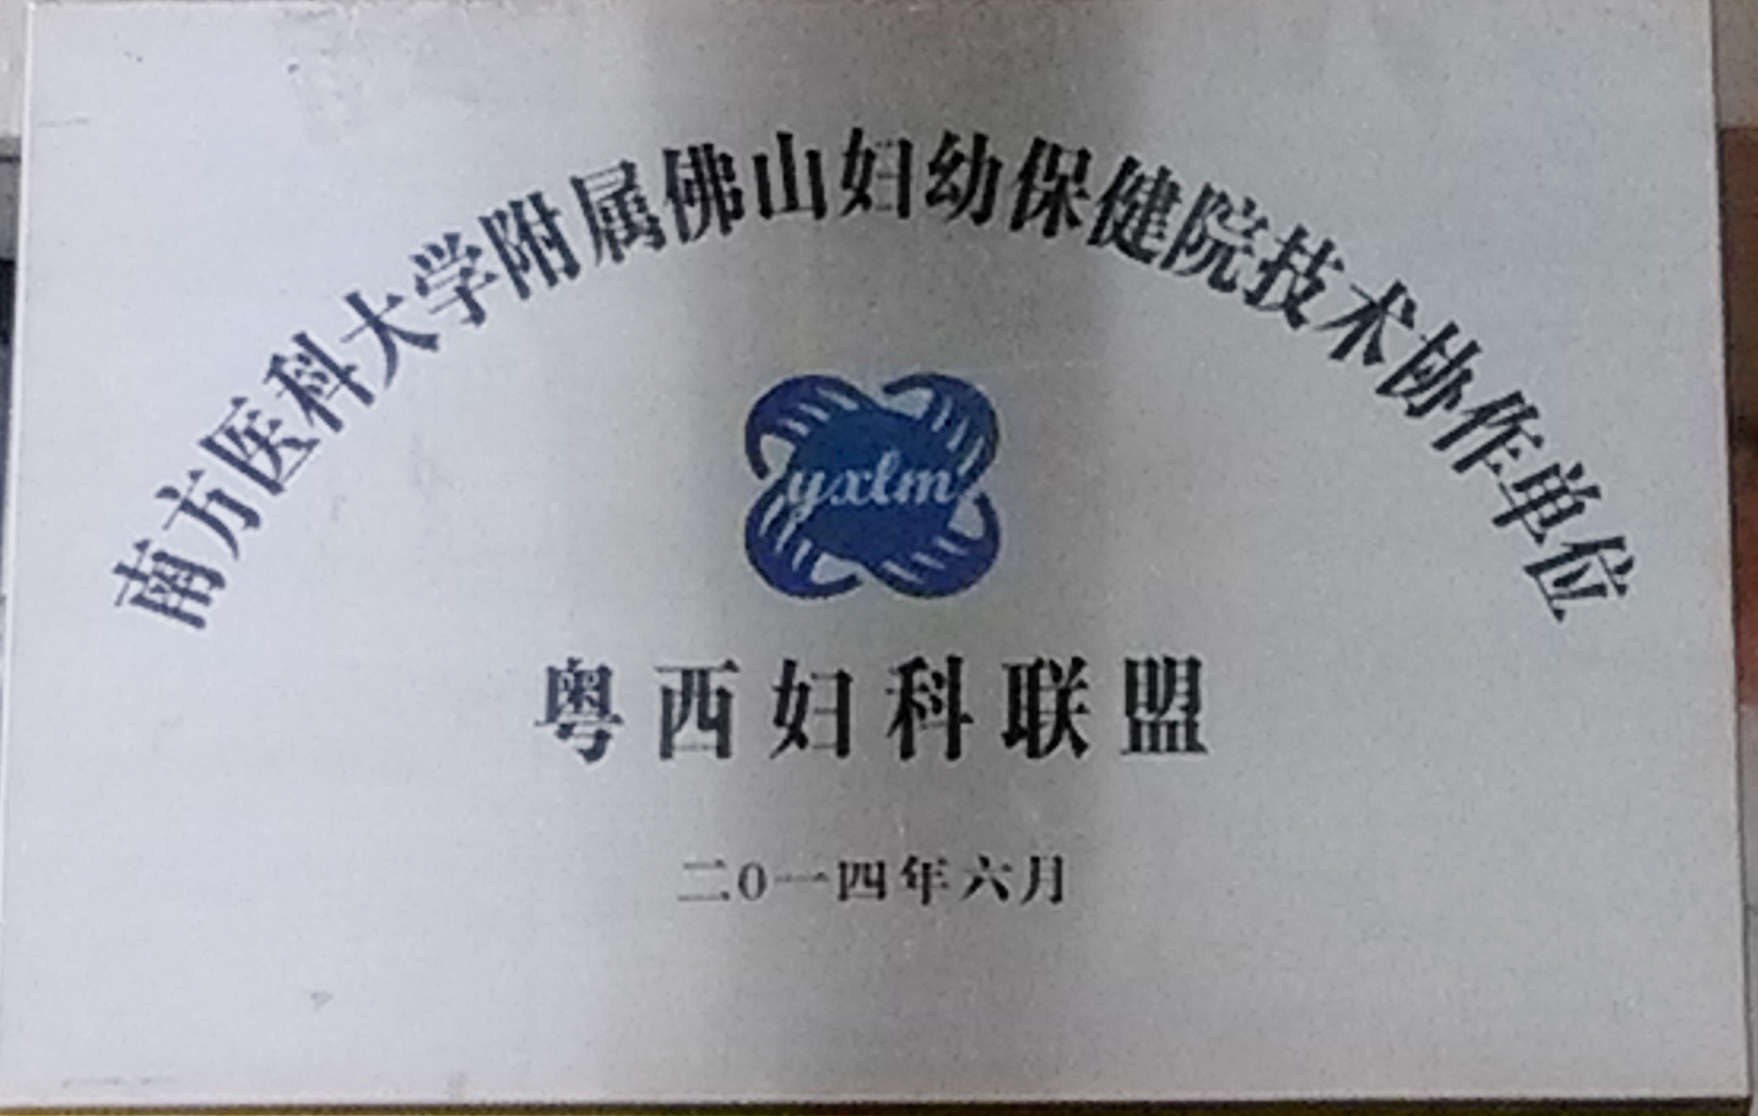 南方医科大学附属佛山妇幼保健院技术协作单位
yxlm
粤西妇科联盟
二0一四年六月